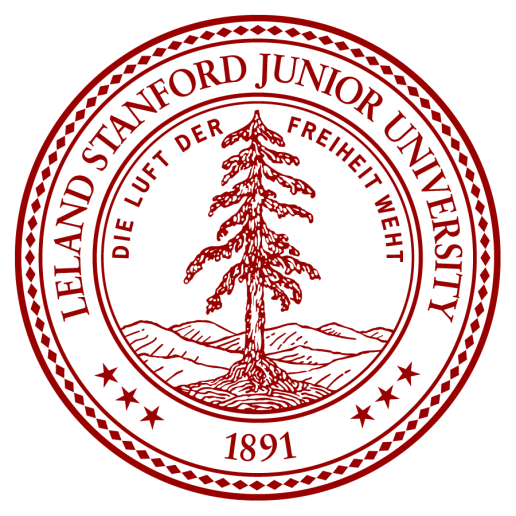 LELAND STANFORD JUNIOR UNIVERSITY
DIE LUFT DER FREIHEIT WEHT
1891